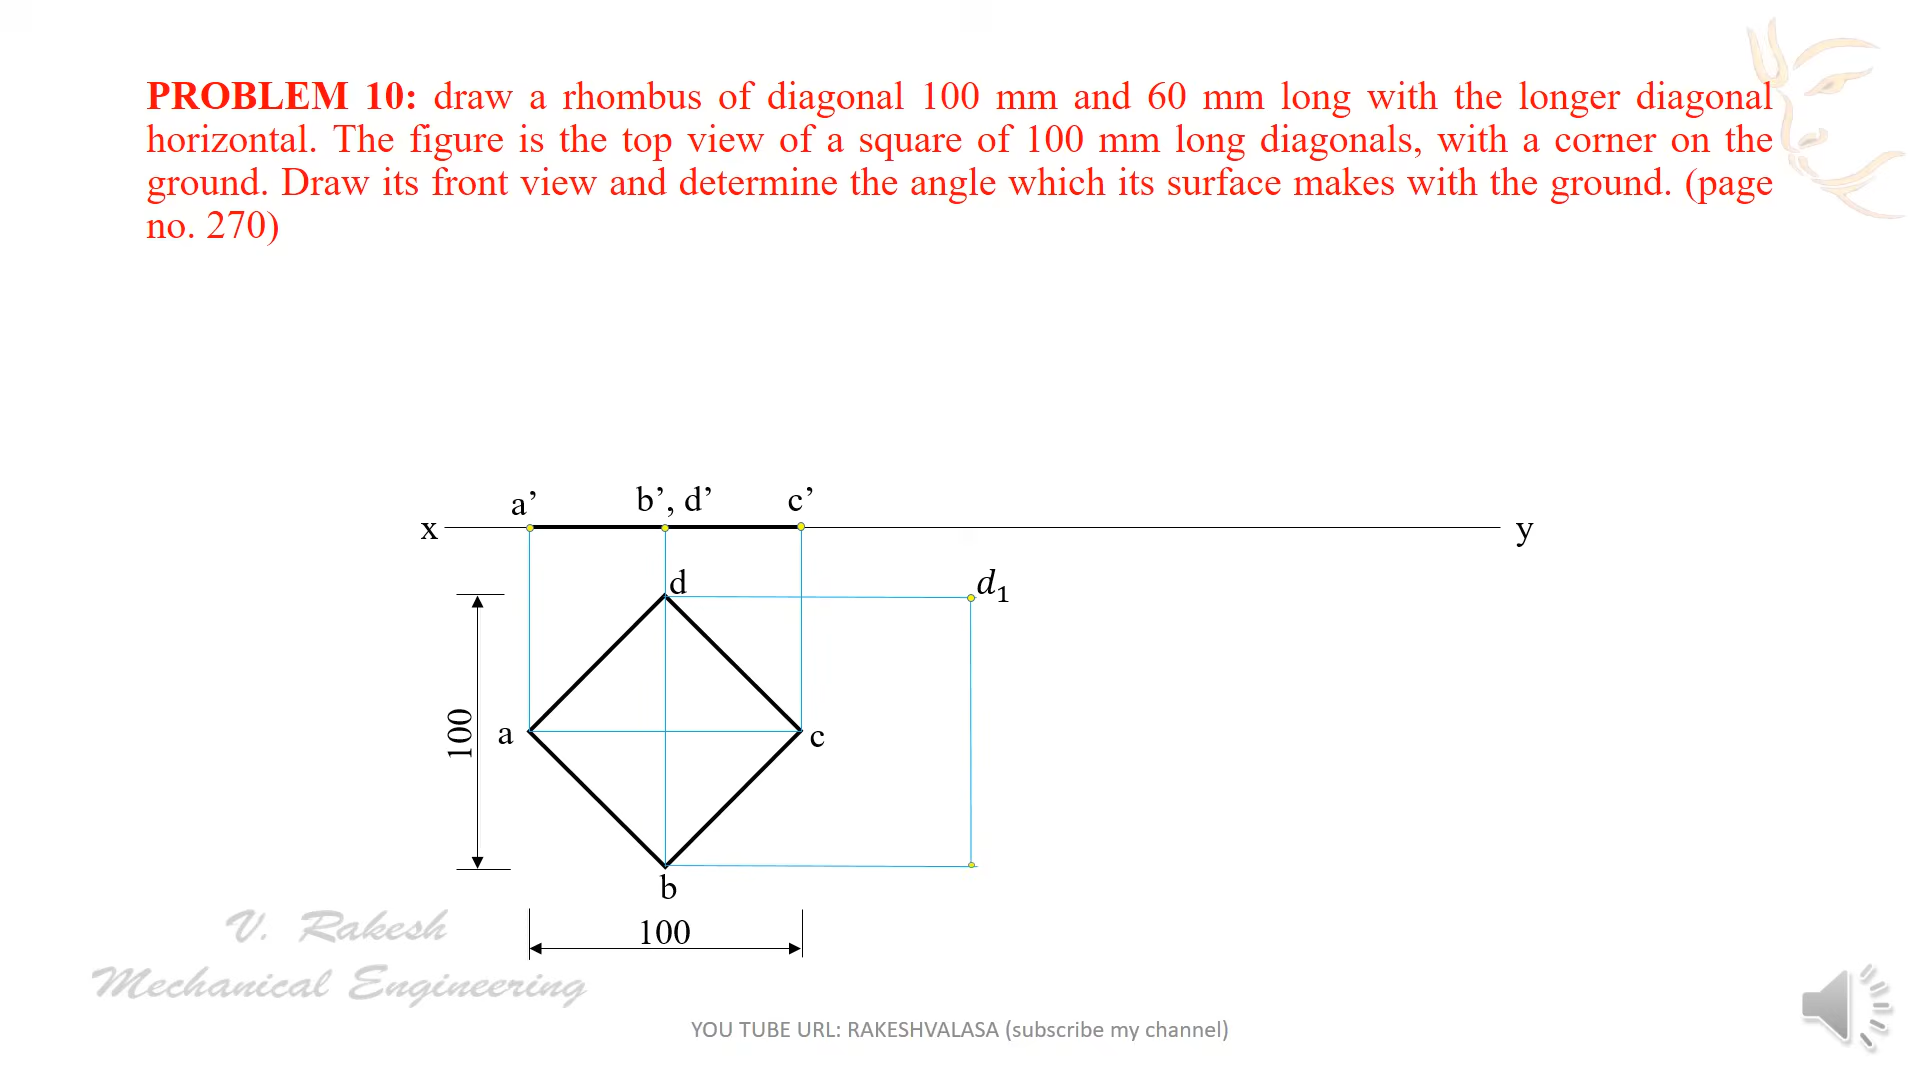 PROBLEM 10: draw a rhombus of diagonal 100 mm and 60 mm long with the longer diagonal
horizontal. The figure is the top view of a square of 100 mm long diagonals, with a corner on the
ground. Draw its front view and determine the angle which its surface makes with the ground. (page
no. 270)
a’ b’, d’ c’
x y
d d₁
100
a c
b
100
V. Rakesh
Mechanical Engineering
YOU TUBE URL: RAKESHVALASA (subscribe my channel)